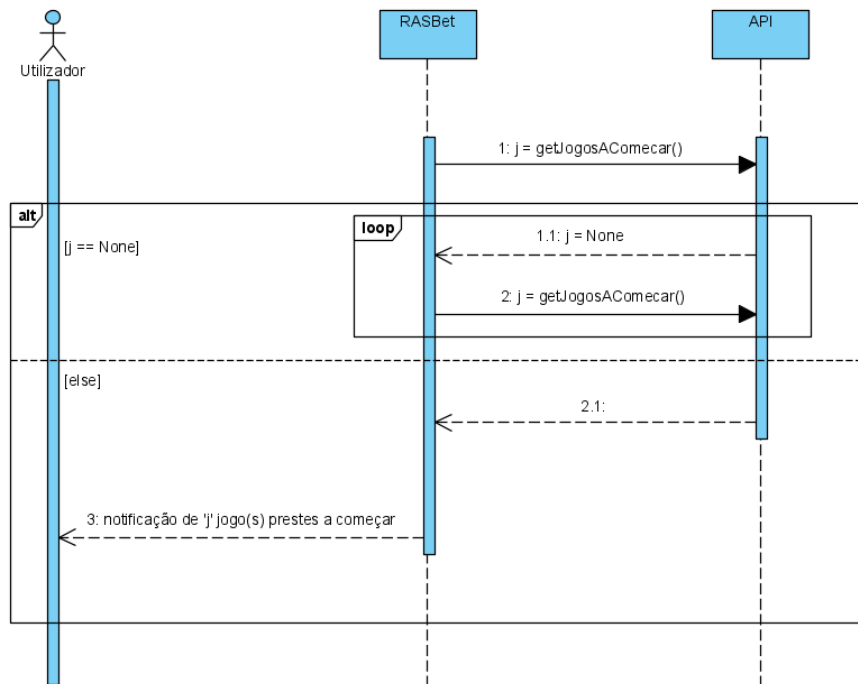 RASBet
API
Utilizador
1: j = getJogosAComecar()
alt
loop
[j == None]
1.1: j = None
2: j = getJogosAComecar()
[else]
2.1:
3: notificação de 'j' jogo(s) prestes a começar